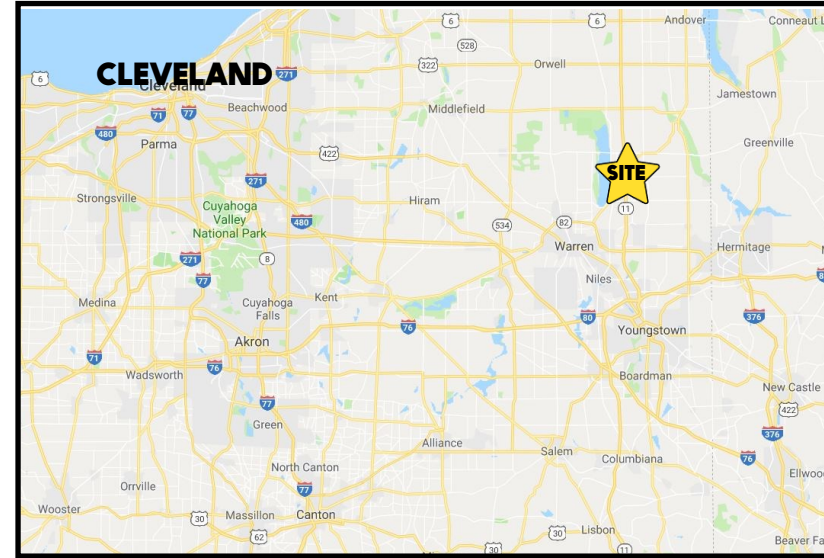 6
6
Andover
Conneaut L
528
322
Orwell
CLEVELAND
Cleveland
271
6
Jamestown
Beachwood
Middlefield
71
77
480
Parma
Greenville
422
SITE
271
Strongsville
Hiram
Cuyahoga
Valley
National Park
11
480
534
82
Warren
Hermitage
271
8
77
Niles
8
Medina
Cuyahoga
Falls
Kent
76
80
376
Youngstown
Akron
71
76
Wadsworth
Boardman
New Castle
77
422
Green
376
Alliance
Salem
Columbiana
76
North Canton
Ellwoo
Orrville
77
Wooster
30
Massillon
Canton
30
Lisbon
62
Beaver Fa
30
11